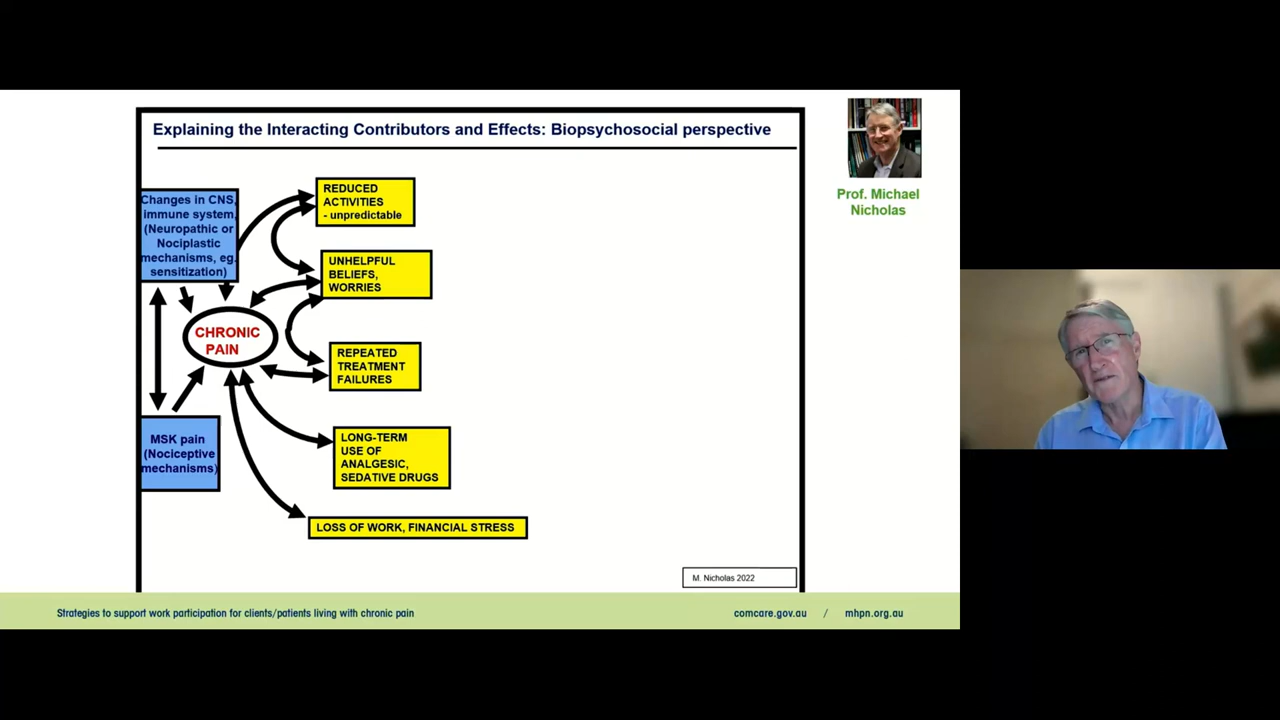 Explaining the Interacting Contributors and Effects: Biopsychosocial perspective
Prof. Michael
Nicholas
Changes in CNS,
immune system,
(Neuropathic or
Nociplastic
mechanisms, eg.
sensitization)
REDUCED
ACTIVITIES
- unpredictable
UNHELPFUL
BELIEFS,
WORRIES
CHRONIC
PAIN
REPEATED
TREATMENT
FAILURES
MSK pain
(Nociceptive
mechanisms)
LONG-TERM
USE OF
ANALGESIC,
SEDATIVE DRUGS
LOSS OF WORK, FINANCIAL STRESS
M. Nicholas 2022
Strategies to support work participation for clients/patients living with chronic pain
comcare.gov.au / mhpn.org.au